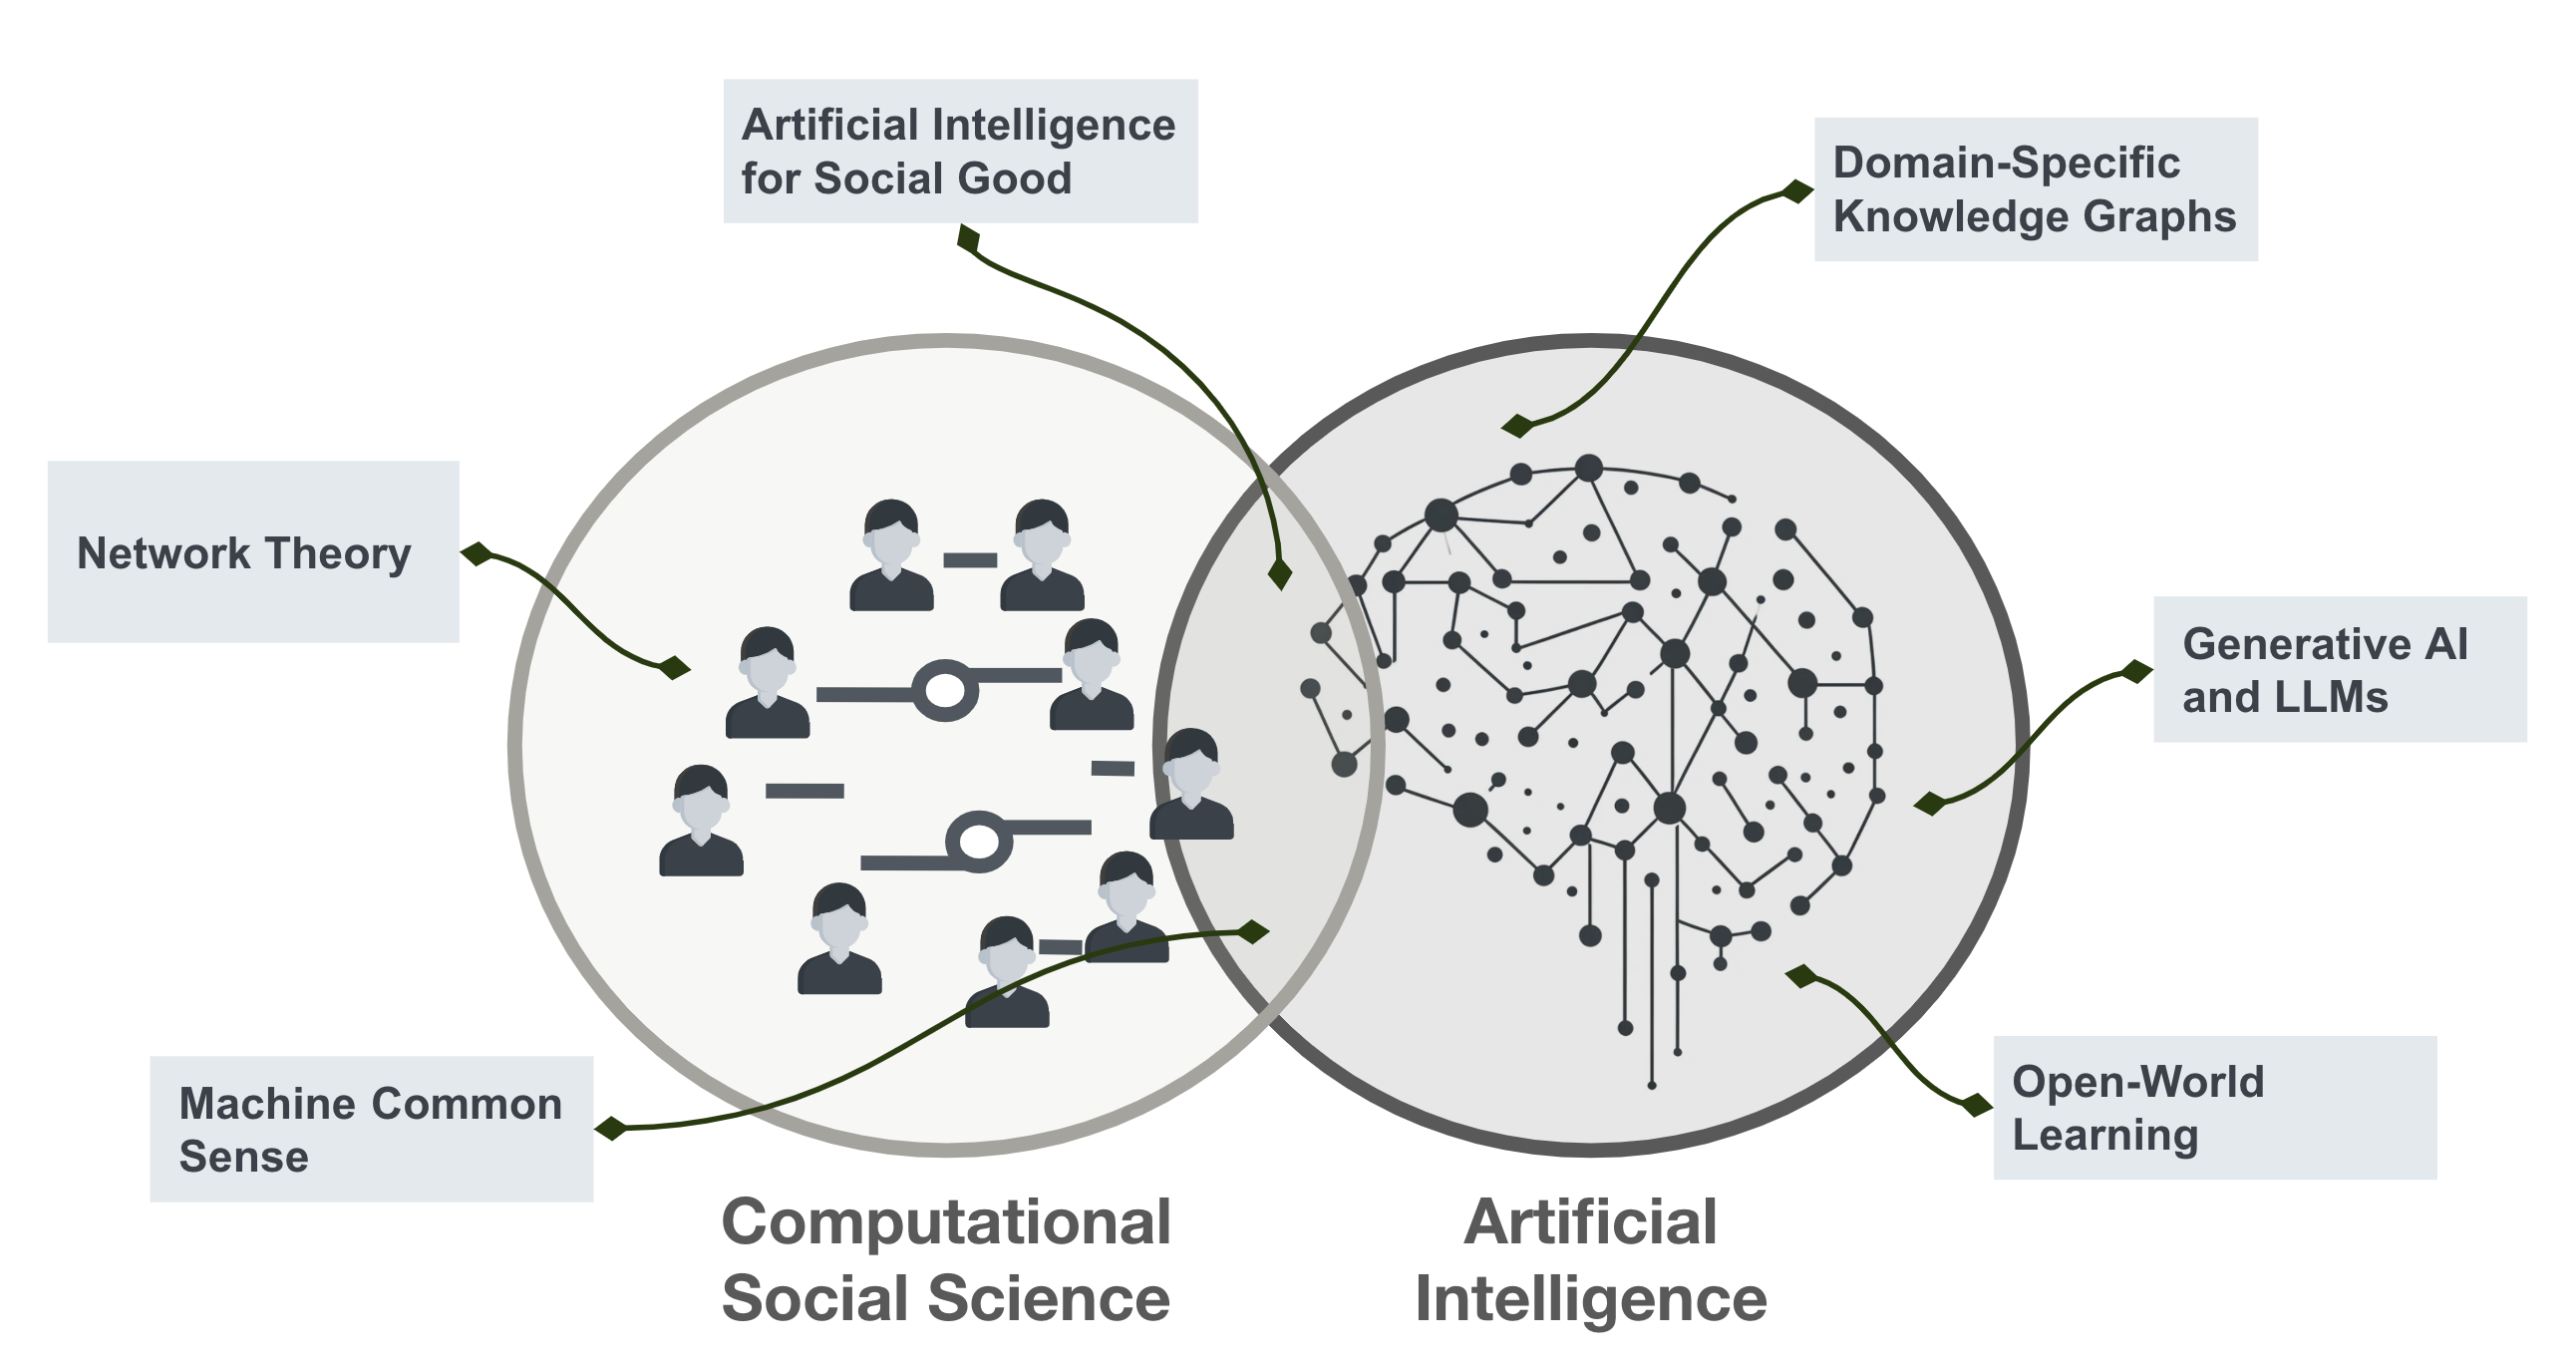 Artificial Intelligence
for Social Good
Domain-Specific
Knowledge Graphs
Network Theory
Generative AI
and LLMs
Machine Common
Sense
Open-World
Learning
Computational
Social Science
Artificial
Intelligence